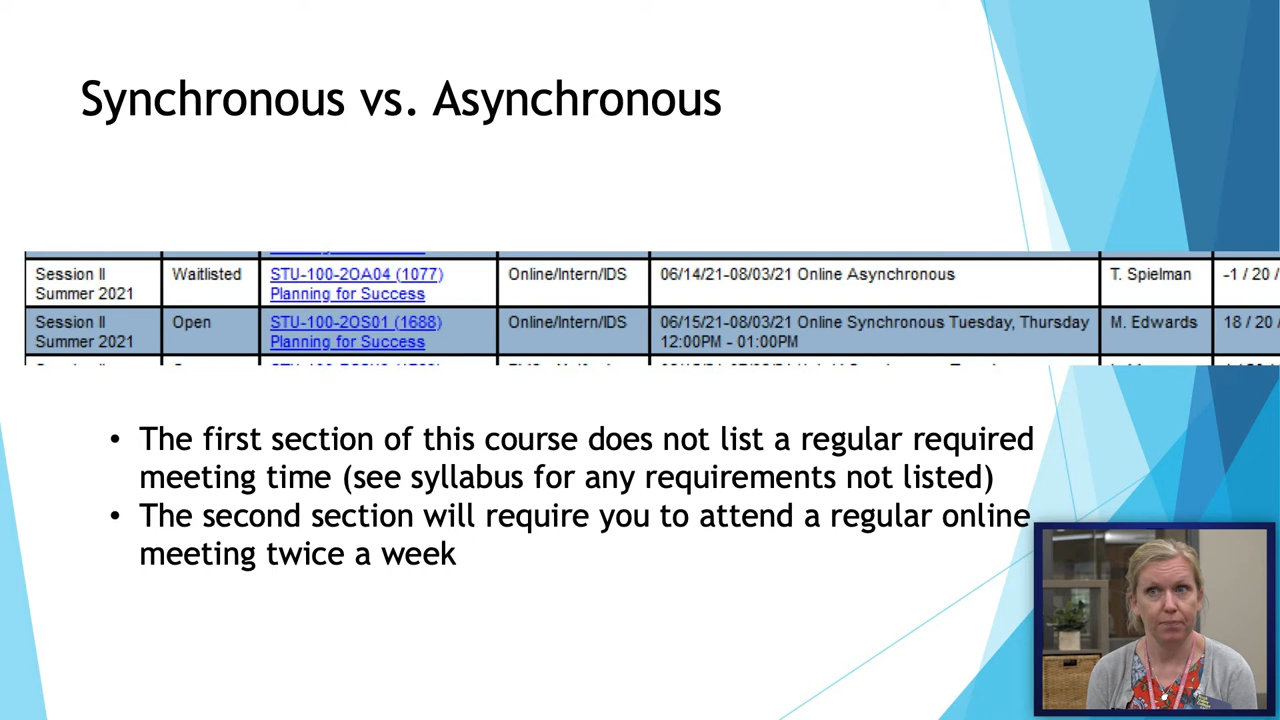 Synchronous vs. Asynchronous
Session II Waitlisted STU-100-2OA04 (1077) Online/Intern/IDS 06/14/21-08/03/21 Online Asynchronous T. Spielman -1 / 20 /
Summer 2021 Planning for Success
Session II Open STU-100-2OS01 (1688) Online/Intern/IDS 06/15/21-08/03/21 Online Synchronous Tuesday, Thursday M. Edwards 18 / 20 /
Summer 2021 Planning for Success 12:00PM - 01:00PM
• The first section of this course does not list a regular required
meeting time (see syllabus for any requirements not listed)
• The second section will require you to attend a regular online
meeting twice a week